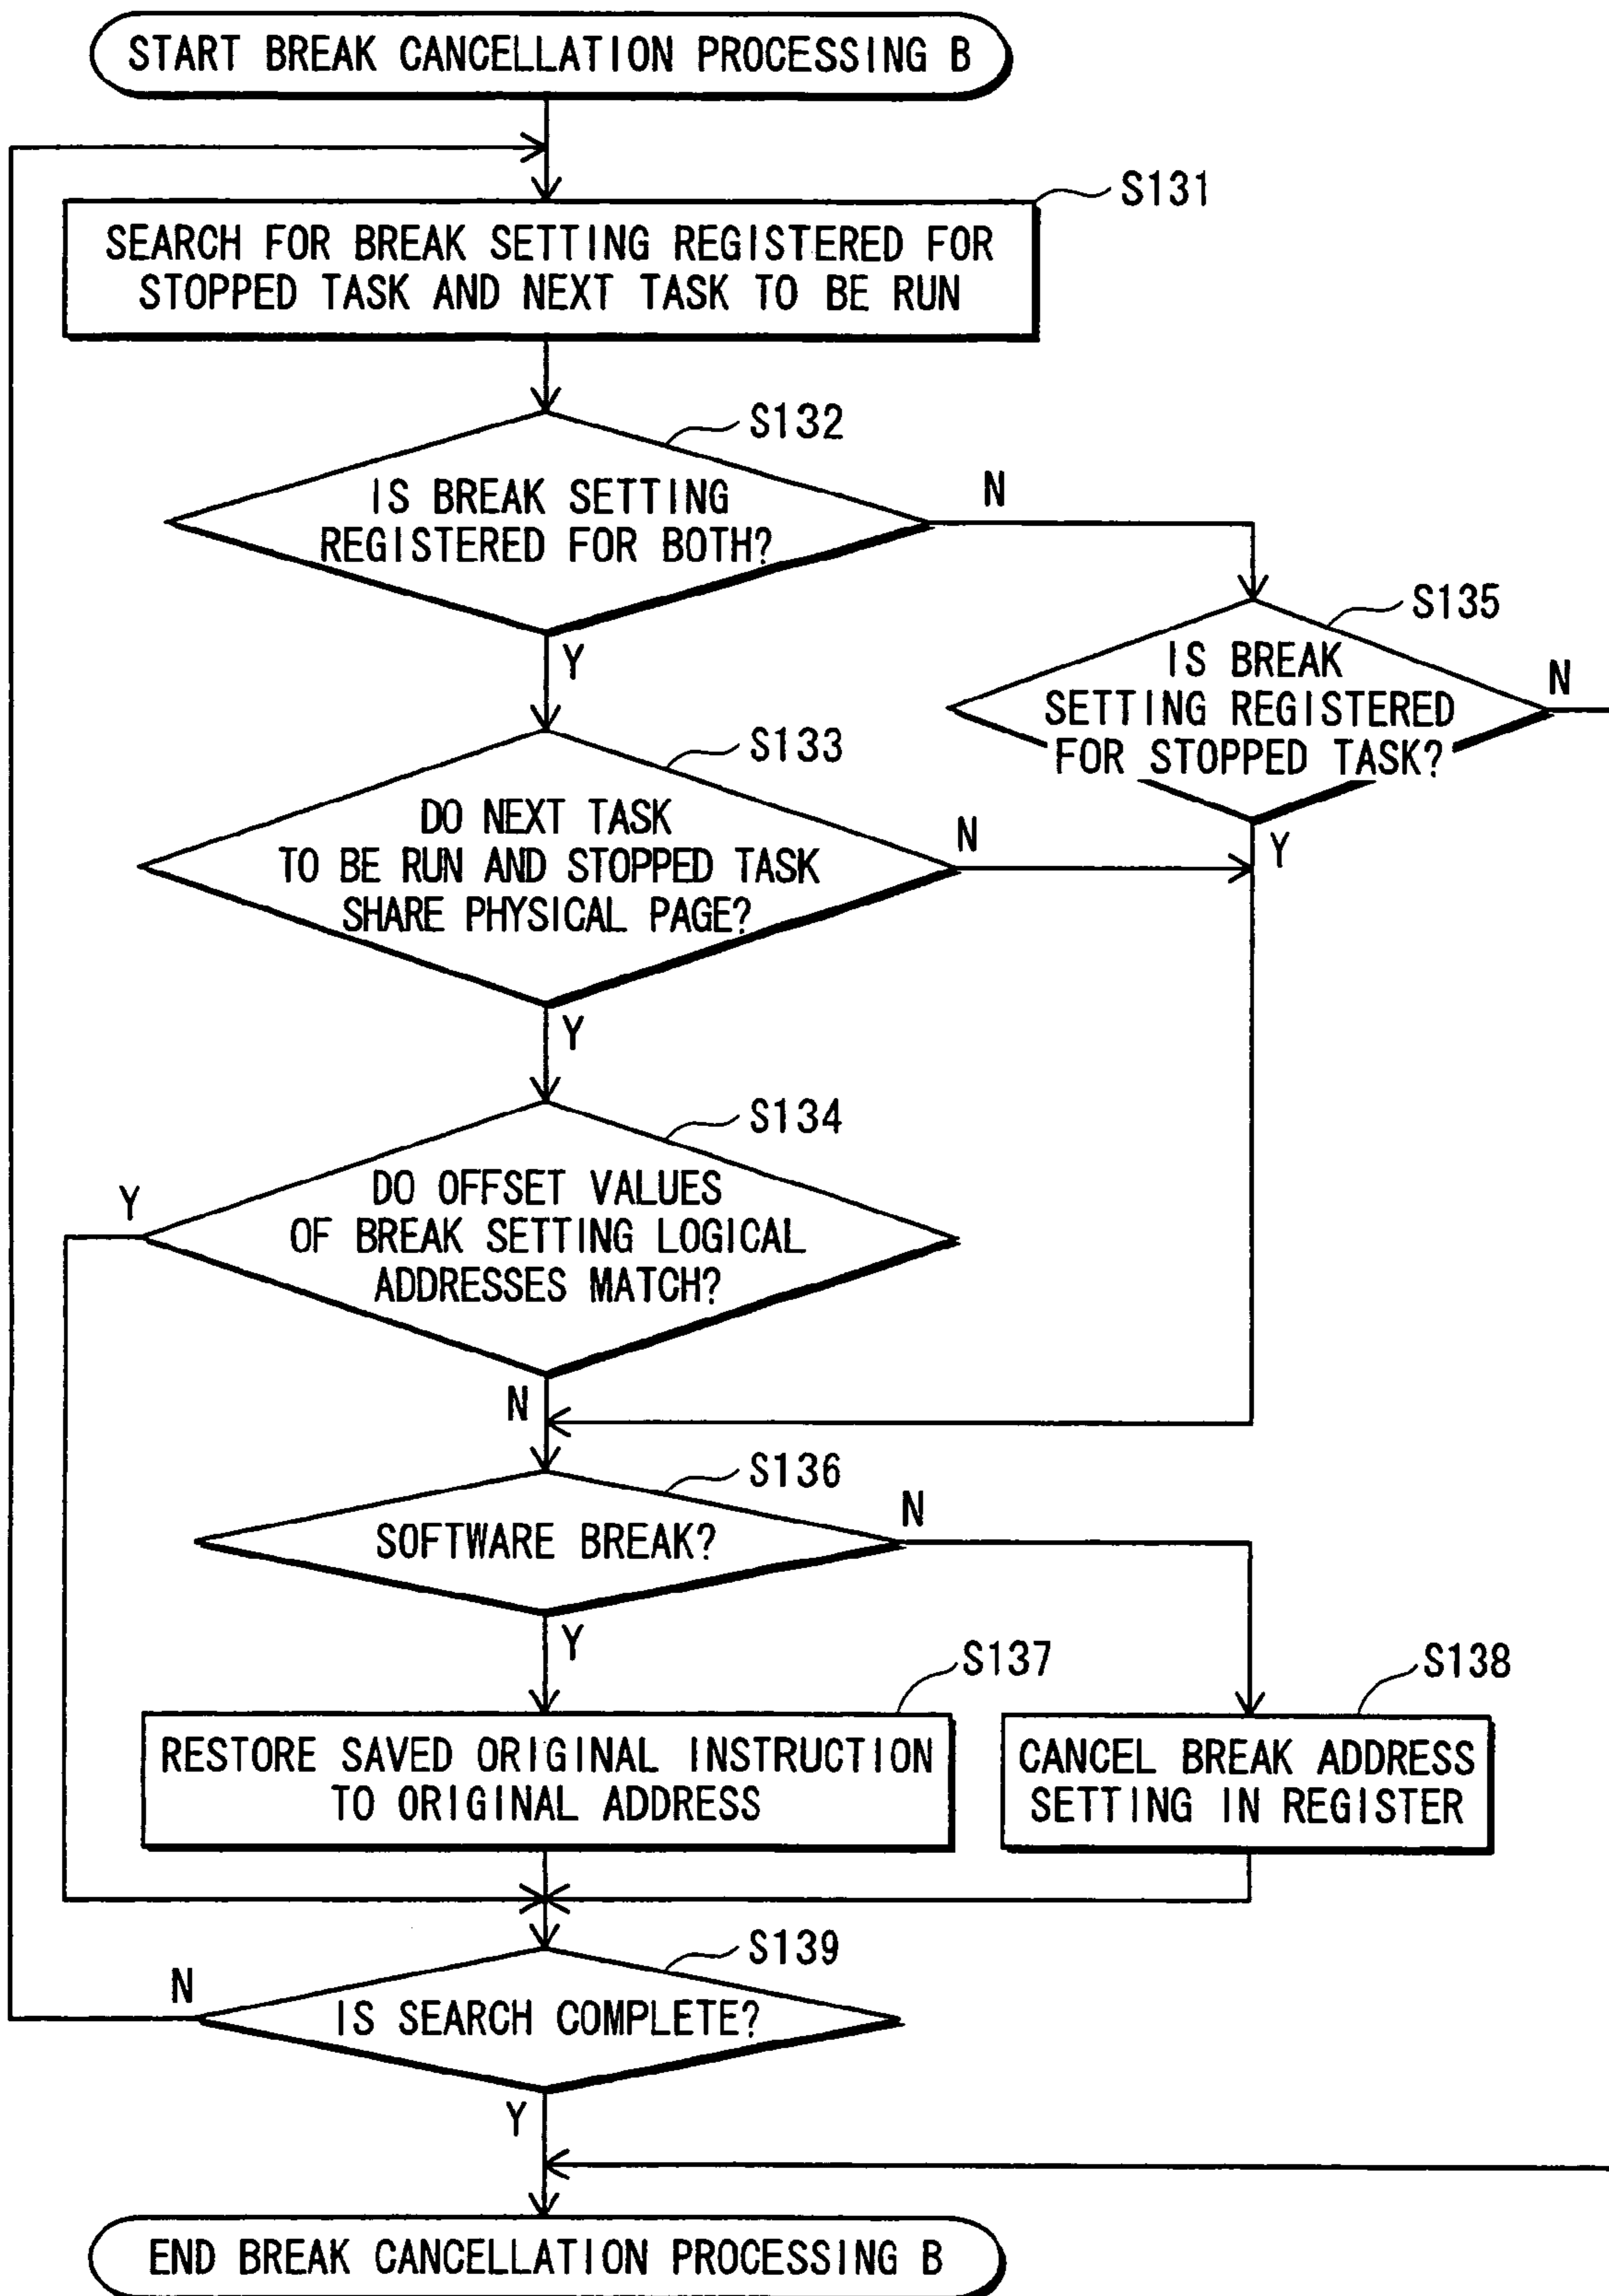 START BREAK CANCELLATION PROCESSING B
S131
SEARCH FOR BREAK SETTING REGISTERED FOR
STOPPED TASK AND NEXT TASK TO BE RUN
S132
IS BREAK SETTING
REGISTERED FOR BOTH?
N
Y
S135
IS BREAK
SETTING REGISTERED
FOR STOPPED TASK?
N
Y
S133
DO NEXT TASK
TO BE RUN AND STOPPED TASK
SHARE PHYSICAL PAGE?
N
Y
S134
DO OFFSET VALUES
OF BREAK SETTING LOGICAL
ADDRESSES MATCH?
Y
N
S136
SOFTWARE BREAK?
N
Y
S137
RESTORE SAVED ORIGINAL INSTRUCTION
TO ORIGINAL ADDRESS
S138
CANCEL BREAK ADDRESS
SETTING IN REGISTER
S139
IS SEARCH COMPLETE?
N
Y
END BREAK CANCELLATION PROCESSING B